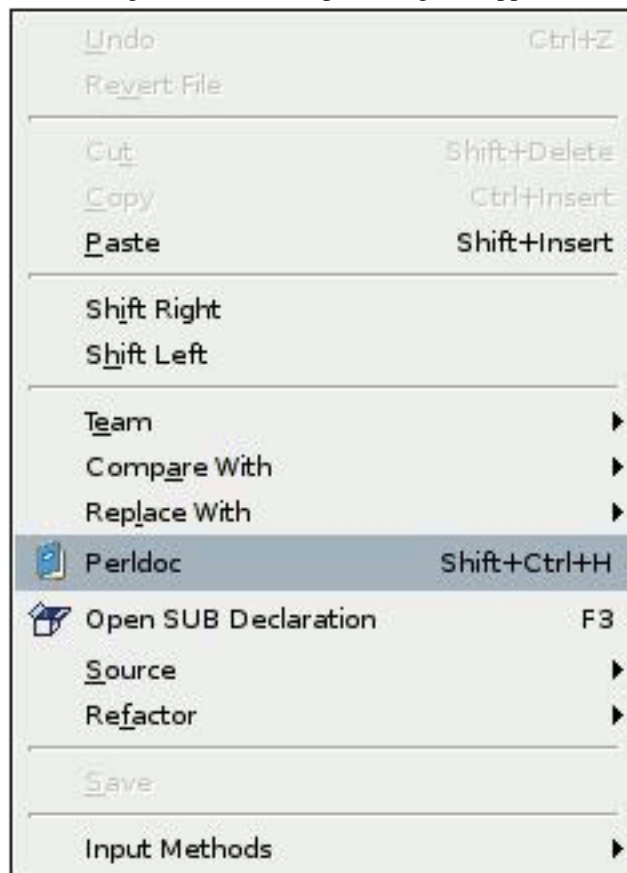 Undo Ctrl+Z
Revert File
Cut Shift+Delete
Copy Ctrl+Insert
Paste Shift+Insert
Shift Right
Shift Left
Team
Compare With
Replace With
Perldoc Shift+Ctrl+H
Open SUB Declaration F3
Source
Refactor
Save
Input Methods